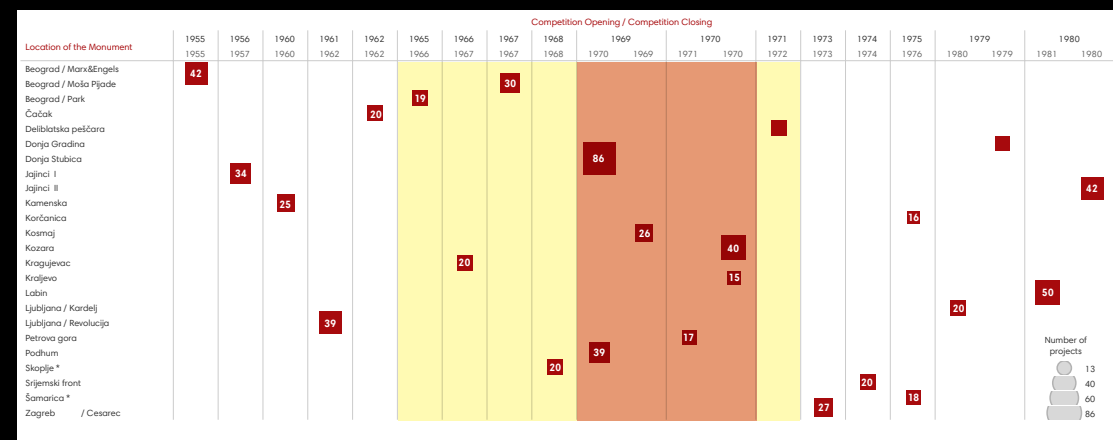 Competition Opening / Competition Closing
Location of the Monument
1955 1956 1960 1961 1962 1965 1966 1967 1968 1969 1970 1971 1973 1974 1975 1979 1980
1955 1957 1960 1962 1962 1966 1966 1967 1968 1970 1969 1971 1970 1972 1973 1974 1976 1980 1979 1981 1980
Beograd / Marx&Engels 42
Beograd / Moša Pijade 30
Beograd / Park 19
Čačak 20
Deliblatska peščara
Donja Gradina
Donja Stubica 86
Jajinci I 34
Jajinci II 42
Kamenska 25
Korčanica 16
Kosmaj 26
Kozara 40
Kragujevac 20
Kraljevo 15
Labin 50
Ljubljana / Kardelj 20
Ljubljana / Revolucija 39
Petrova gora 17
Podhum 39
Skoplje * 20
Srijemski front 20
Šamarica * 18
Zagreb / Cesarec 27
Number of
projects
13
40
60
86